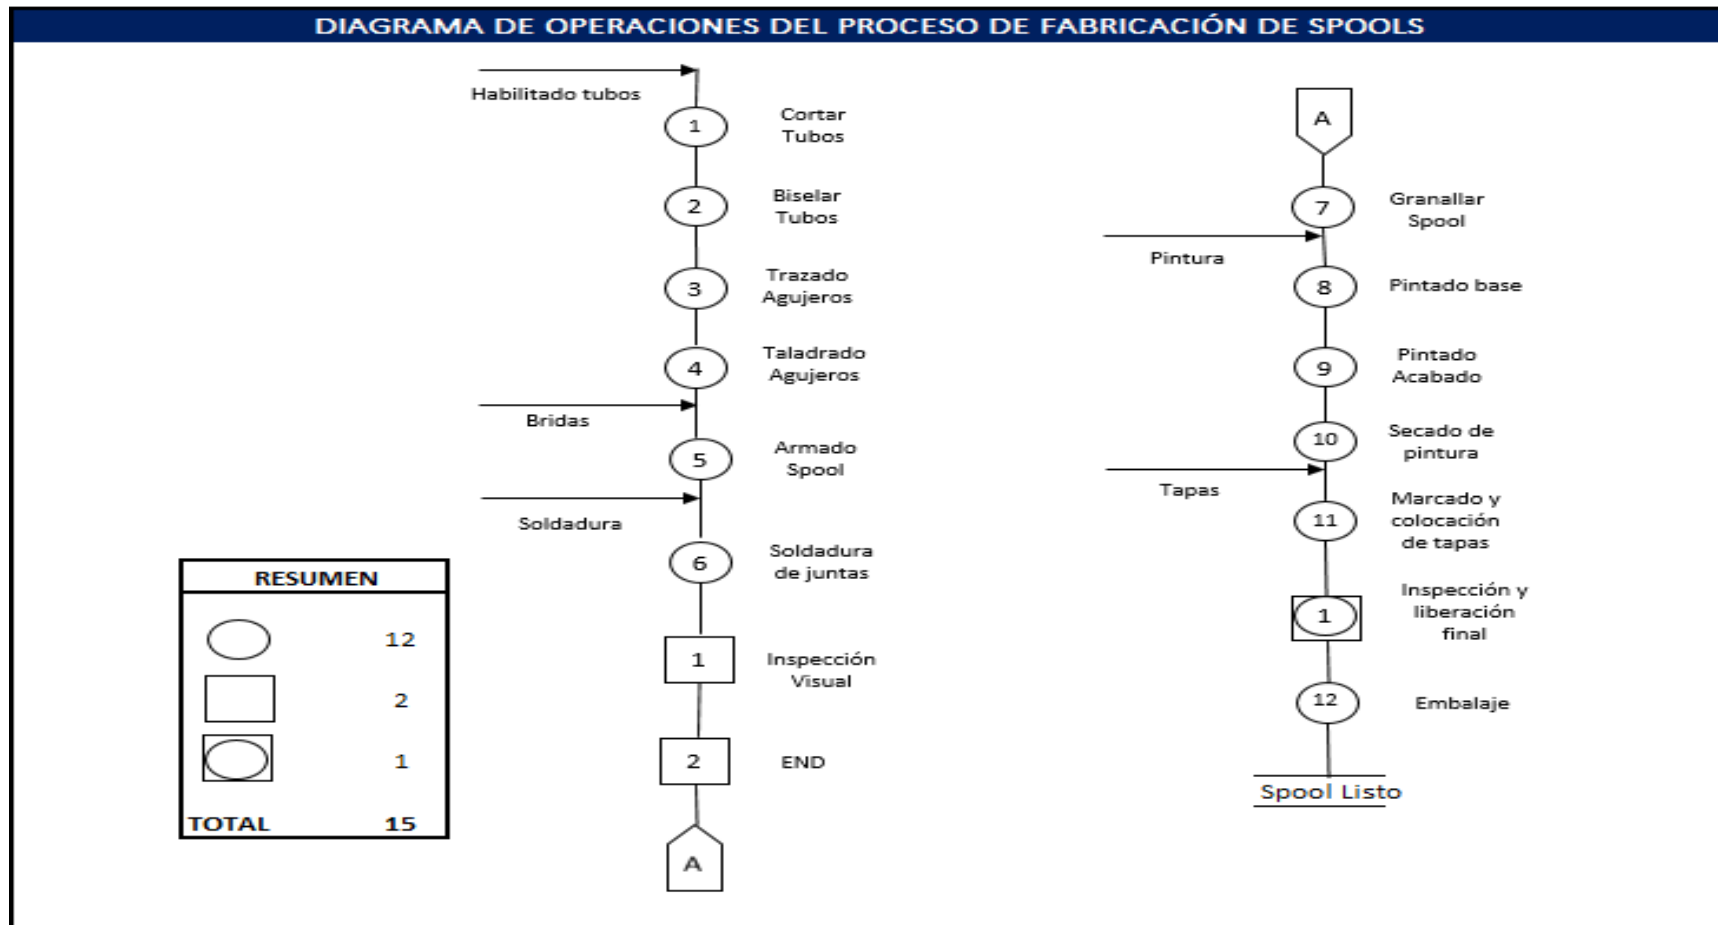 DIAGRAMA DE OPERACIONES DEL PROCESO DE FABRICACIÓN DE SPOOLS
Habilitado tubos
1
Cortar
Tubos
2
Biselar
Tubos
3
Trazado
Agujeros
4
Taladrado
Agujeros
Bridas
5
Armado
Spool
Soldadura
6
Soldadura
de juntas
1
Inspección
Visual
2
END
A
RESUMEN
12
2
1
TOTAL 15
A
7
Granallar
Spool
Pintura
8
Pintado base
9
Pintado
Acabado
10
Secado de
pintura
Tapas
11
Marcado y
colocación
de tapas
1
Inspección y
liberación
final
12
Embalaje
Spool Listo